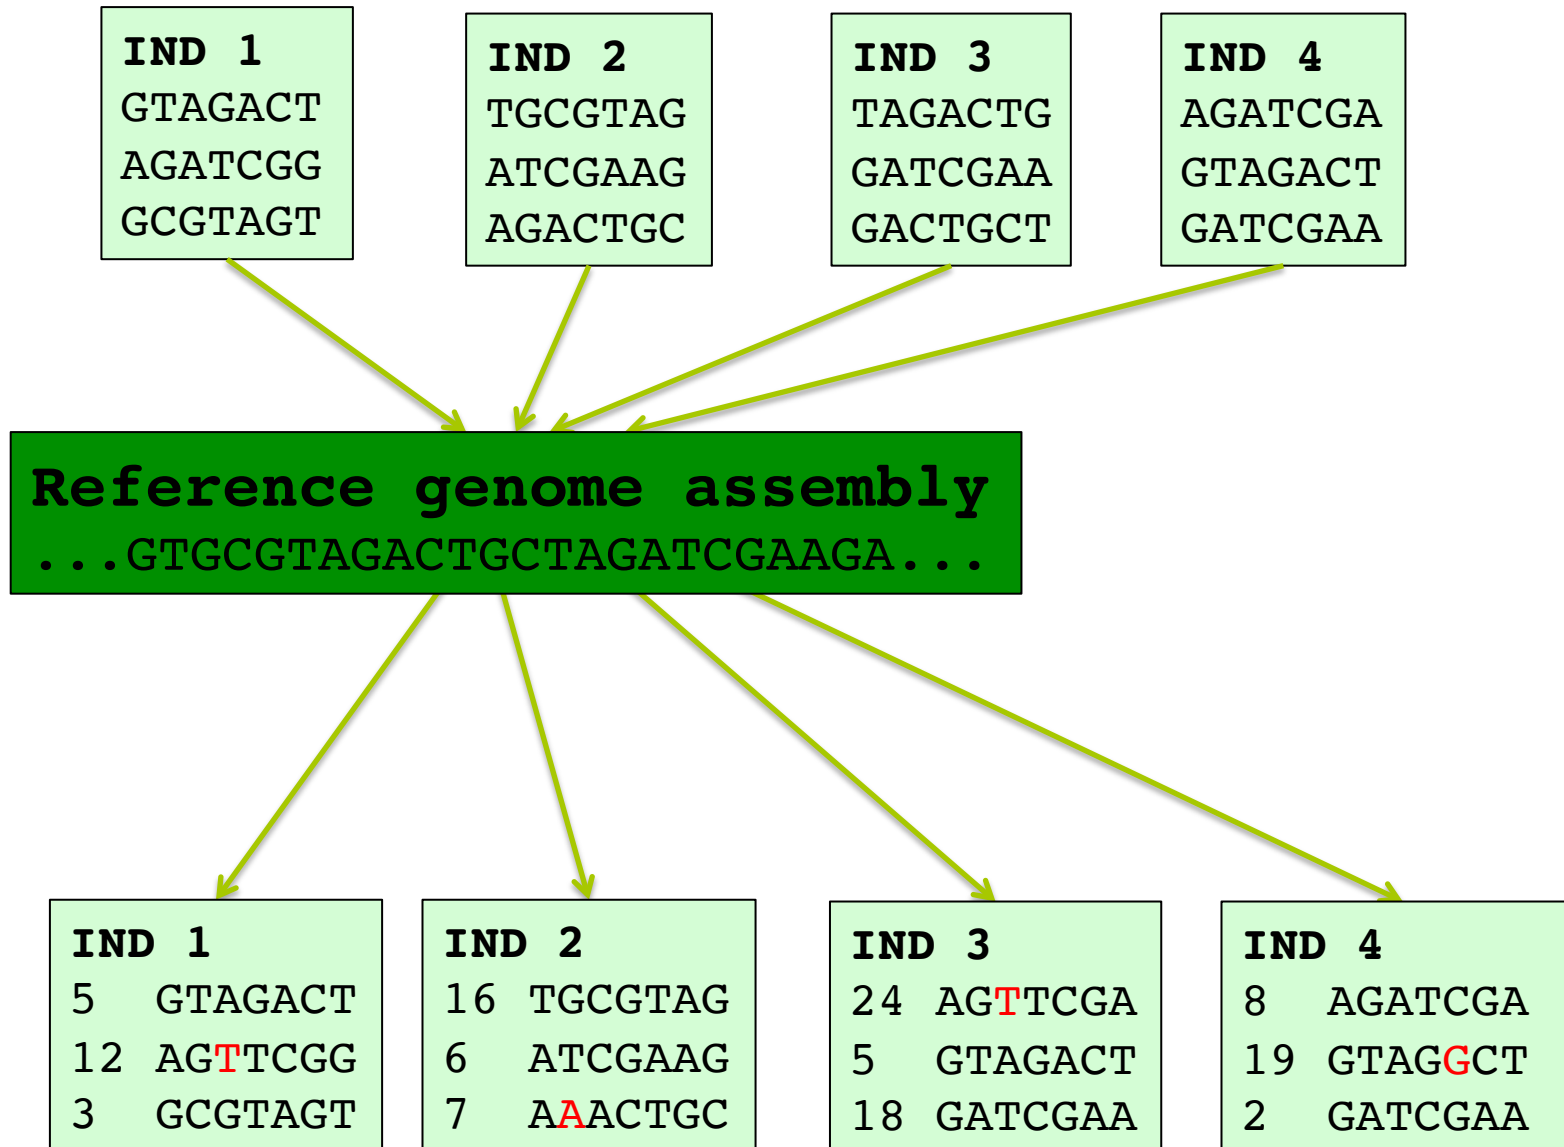 IND 1
GTAGACT
AGATCGG
GCGTAGT
IND 2
TGCGTAG
ATCGAAG
AGACTGC
IND 3
TAGACTG
GATCGAA
GACTGCT
IND 4
AGATCGA
GTAGACT
GATCGAA
Reference genome assembly
...GTGCGTAGACTGCTAGATCGAAGA...
IND 1
5 GTAGACT
12 AGTTCGG
3 GCGTAGT
IND 2
16 TGCGTAG
6 ATCGAAG
7 AAACTGC
IND 3
24 AGTTCGA
5 GTAGACT
18 GATCGAA
IND 4
8 AGATCGA
19 GTAGGCT
2 GATCGAA